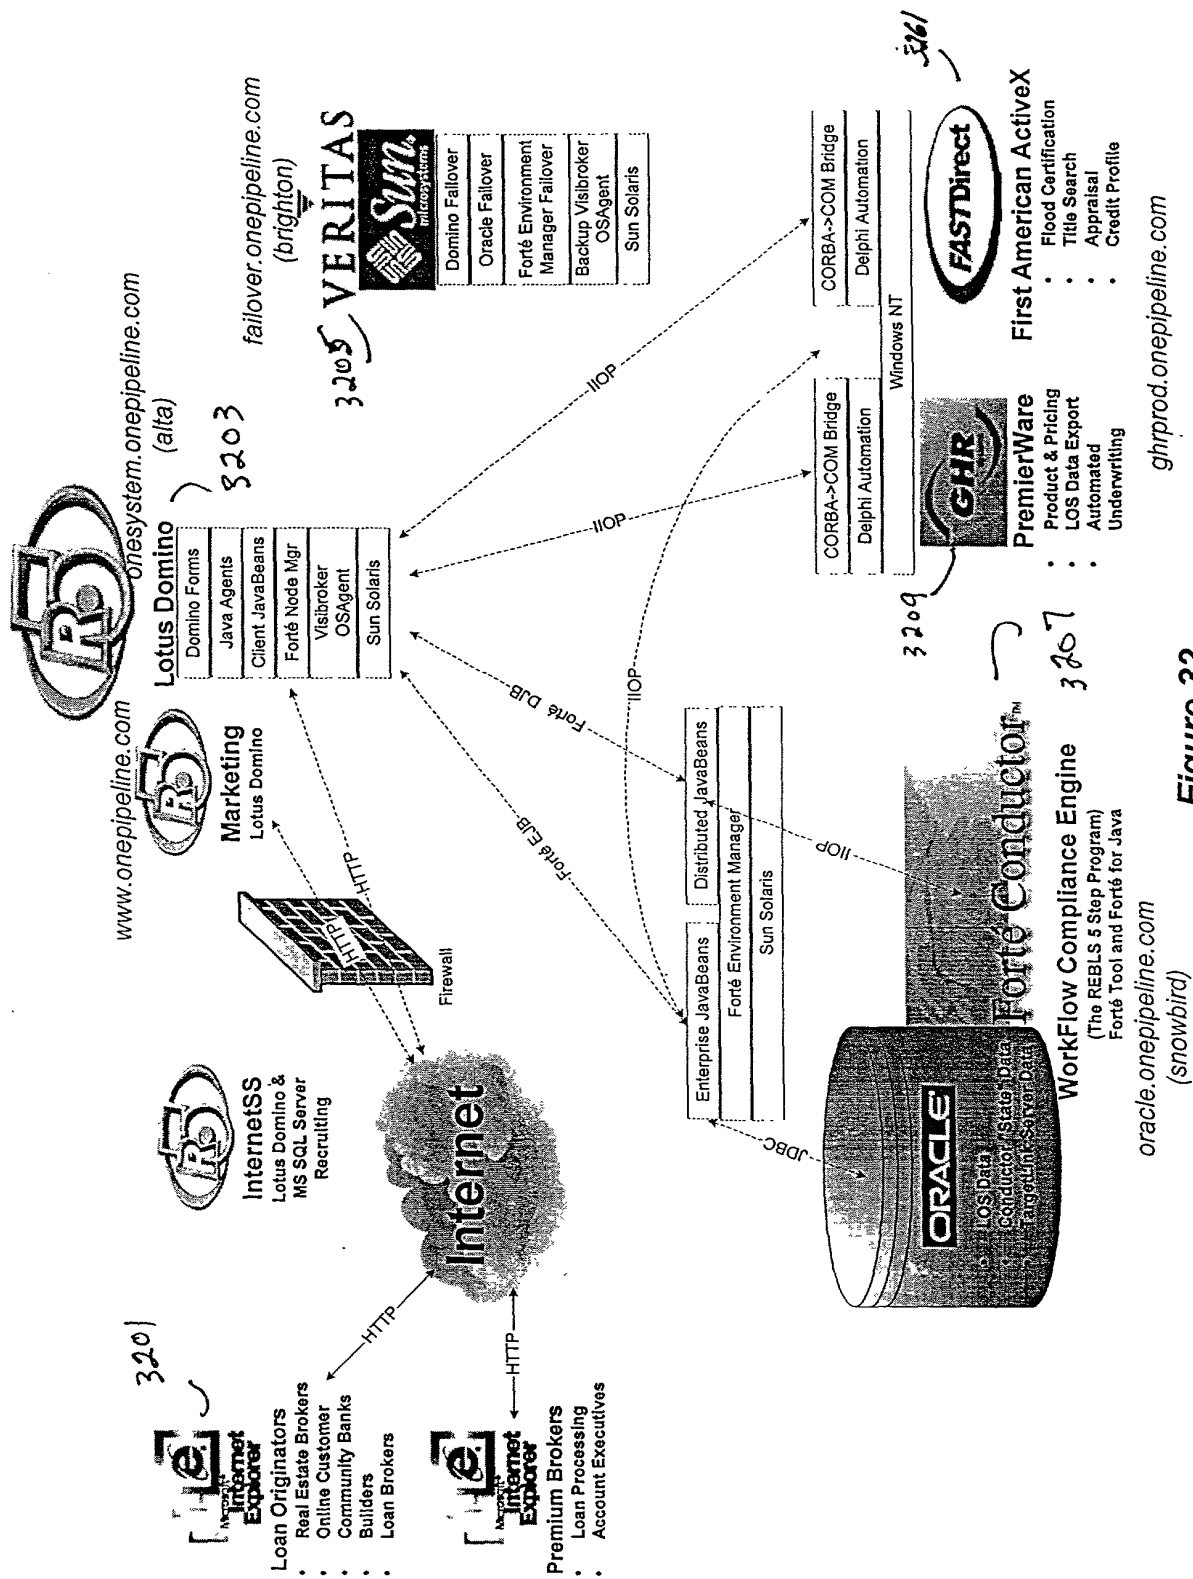 www.onepipeline.com
onesystem.onepipeline.com
(alta)
failover.onepipeline.com
(brighton)
3201
Microsoft
Internet
Explorer
Loan Originators
• Real Estate Brokers
• Online Customer
• Community Banks
• Builders
• Loan Brokers
Microsoft
Internet
Explorer
Premium Brokers
• Loan Processing
• Account Executives
HTTP
HTTP
InternetSS
Lotus Domino &
MS SQL Server
Recruiting
Internet
Firewall
HTTP
HTTP
Marketing
Lotus Domino
Lotus Domino
3203
Domino Forms
Java Agents
Client JavaBeans
Forté Node Mgr
Visibroker
OSAgent
Sun Solaris
3205
VERITAS
Sun
microsystems
Domino Failover
Oracle Failover
Forté Environment
Manager Failover
Backup Visibroker
OSAgent
Sun Solaris
Forté EJB
Forté DJB
IIOP
IIOP
IIOP
Enterprise JavaBeans
Distributed JavaBeans
Forté Environment Manager
Sun Solaris
JDBC
IIOP
ORACLE
• LOS Data
• Conductor State Data
• TargetLink Server Data
Forté Conductor™
3207
WorkFlow Compliance Engine
(The REBLS 5 Step Program)
Forté Tool and Forté for Java
oracle.onepipeline.com
(snowbird)
CORBA->COM Bridge
Delphi Automation
CORBA->COM Bridge
Delphi Automation
Windows NT
3209
GHR
PremierWare
• Product & Pricing
• LOS Data Export
• Automated
Underwriting
3261
FASTDirect
First American ActiveX
• Flood Certification
• Title Search
• Appraisal
• Credit Profile
ghrprod.onepipeline.com